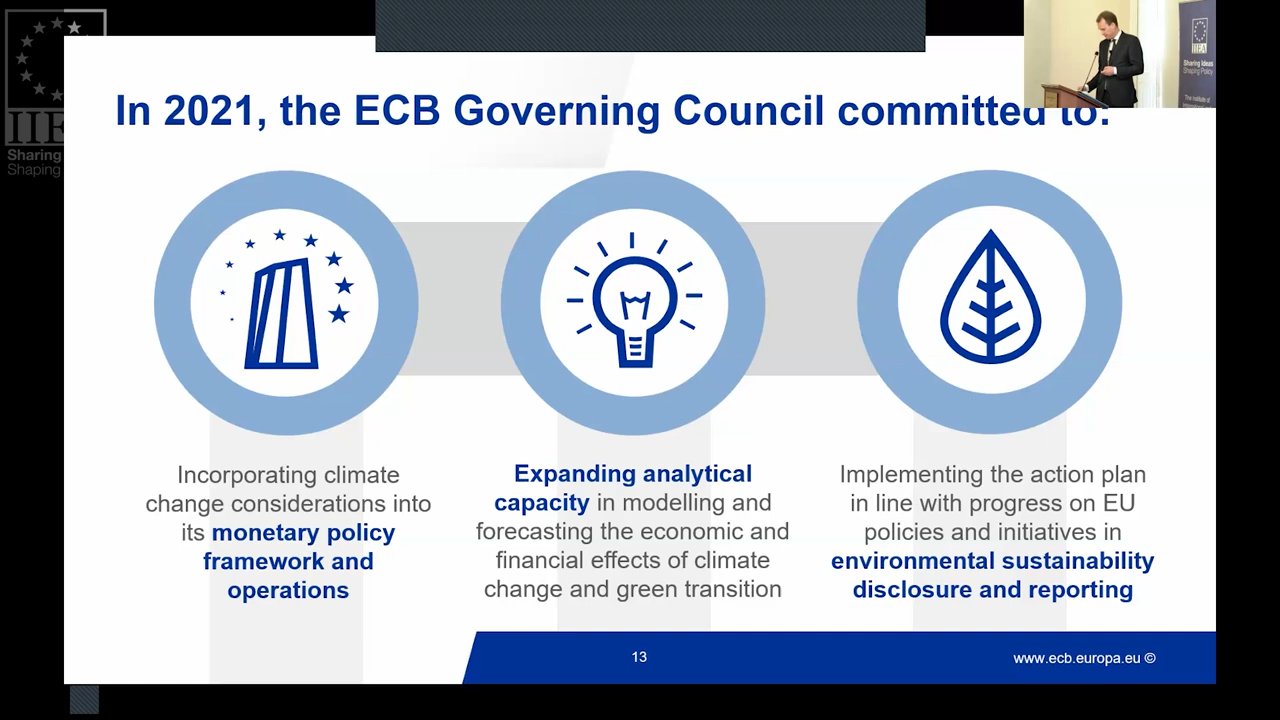 IIEA
Sharing Ideas
Shaping Policy
In 2021, the ECB Governing Council committed to:
Sharing
Shaping
Incorporating climate
change considerations into
its monetary policy
framework and
operations
Expanding analytical
capacity in modelling and
forecasting the economic and
financial effects of climate
change and green transition
Implementing the action plan
in line with progress on EU
policies and initiatives in
environmental sustainability
disclosure and reporting
13
www.ecb.europa.eu ©